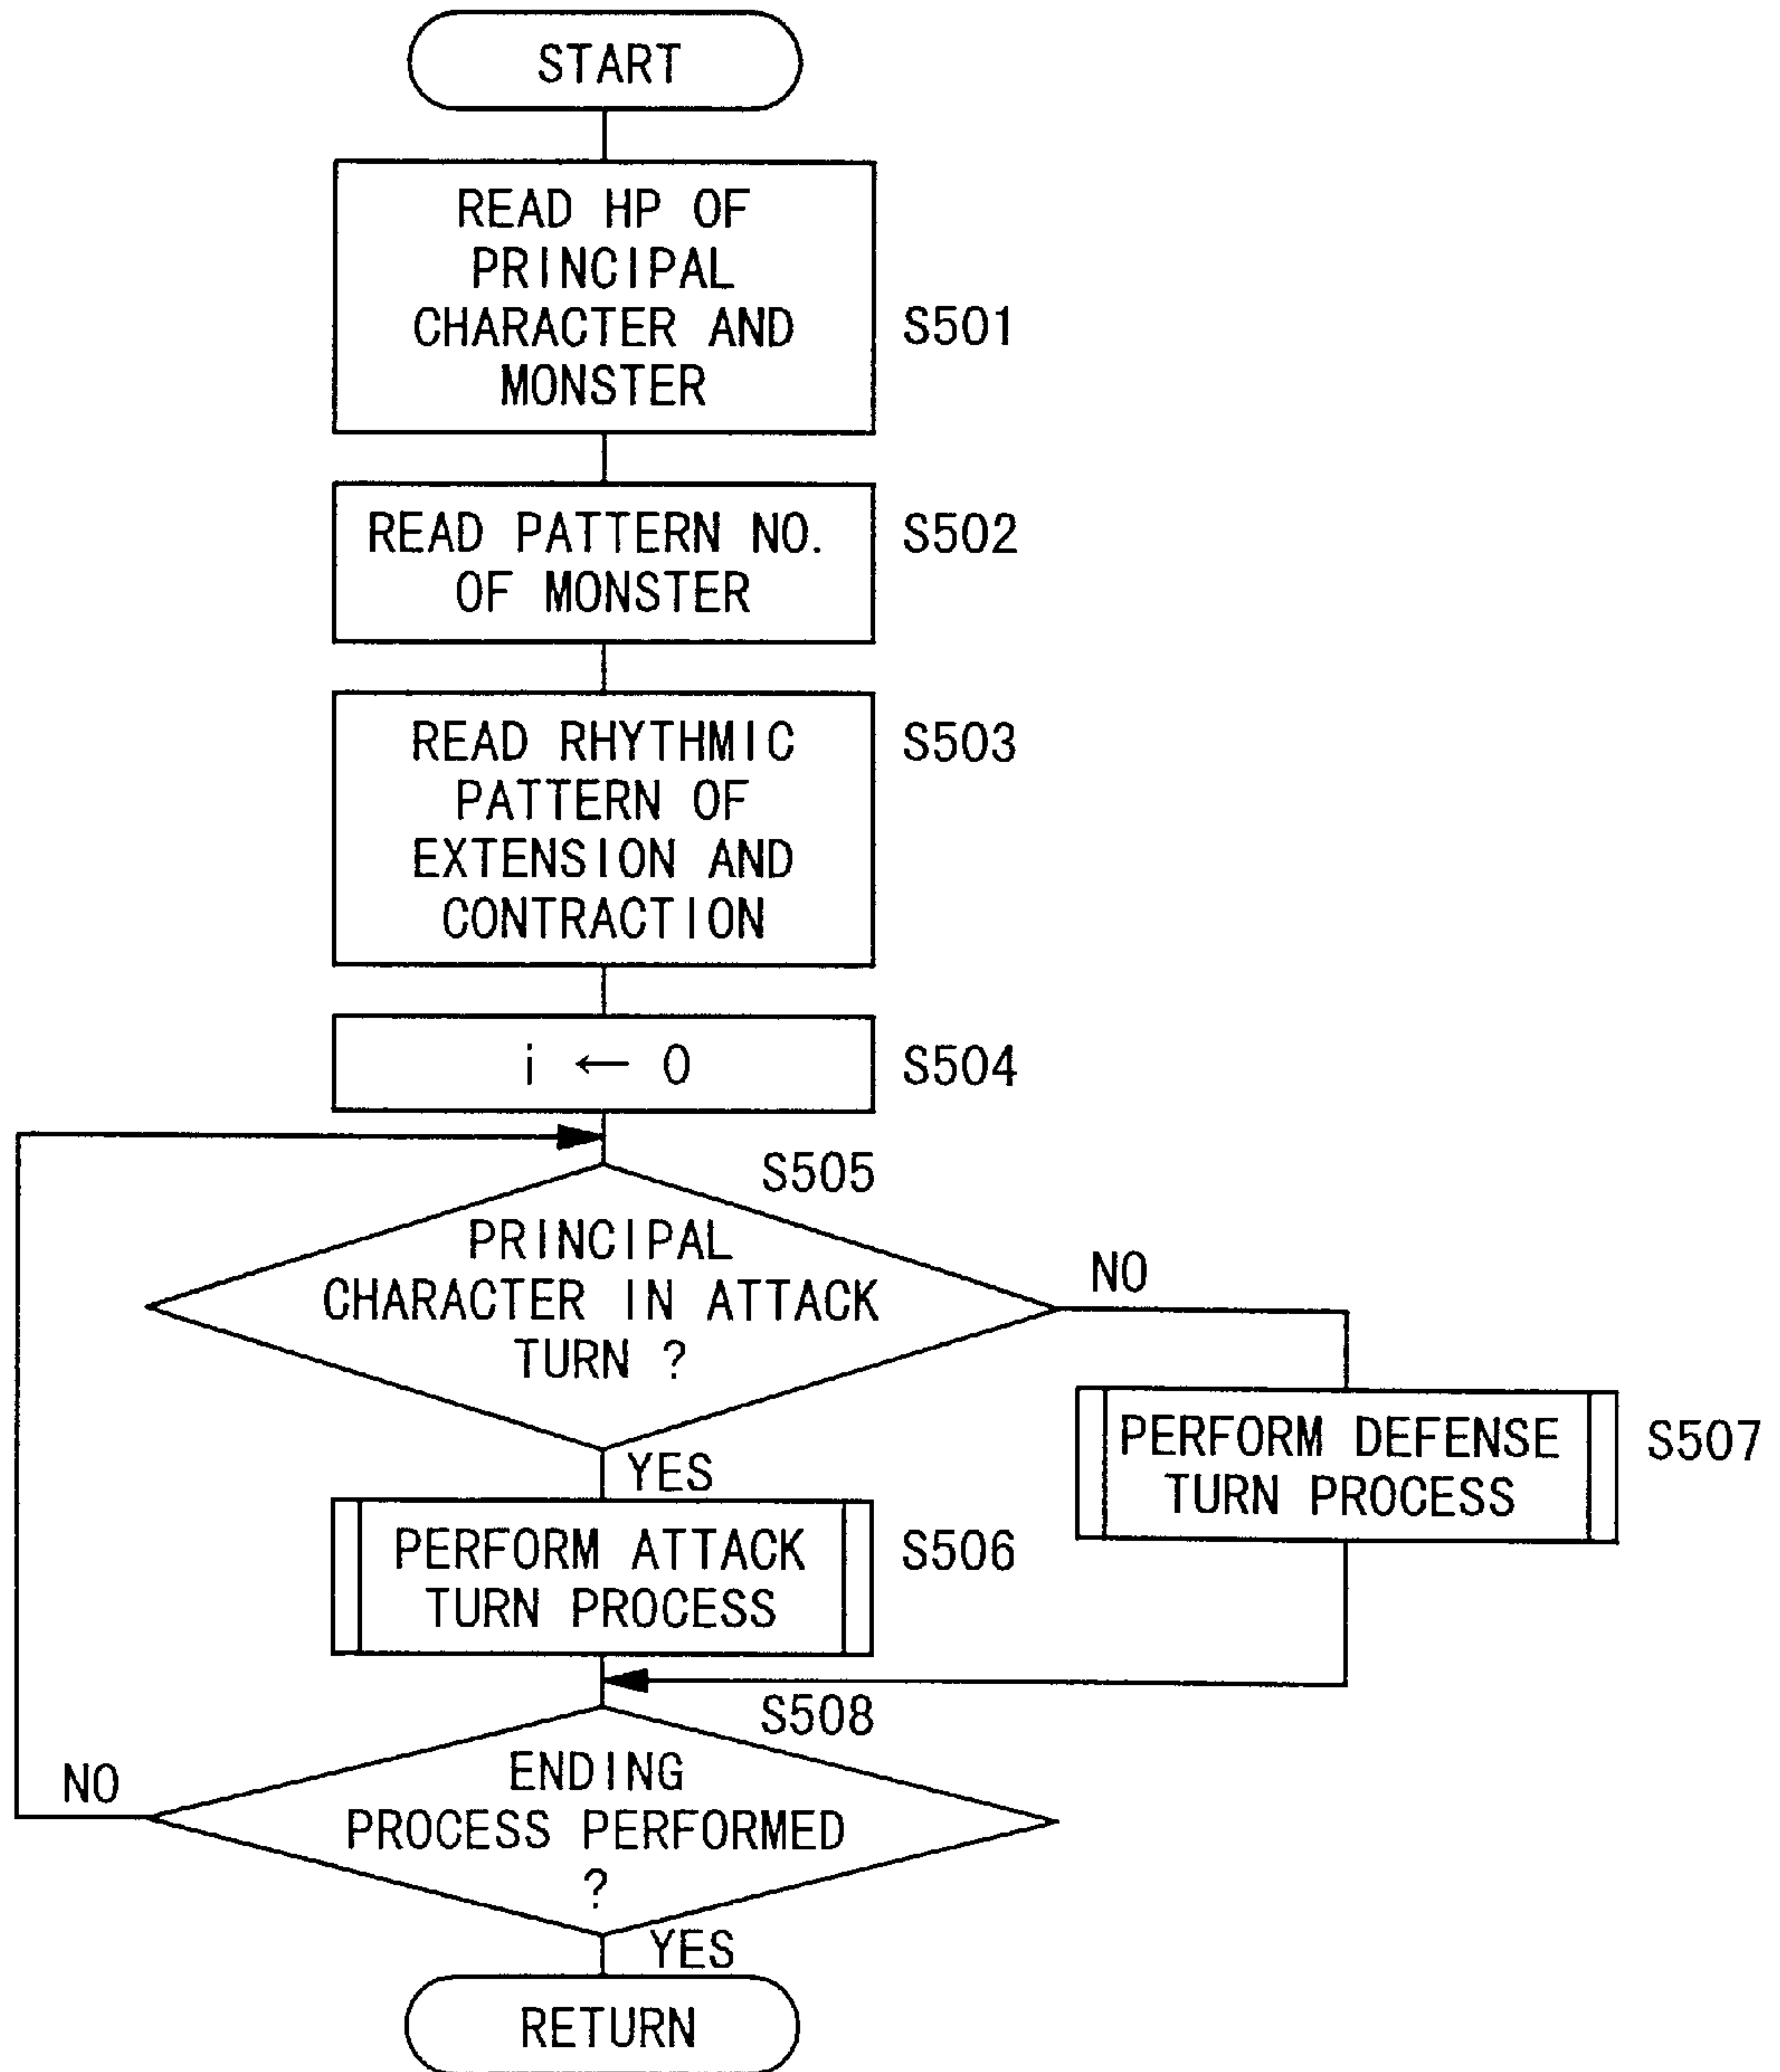 START
READ HP OF
PRINCIPAL
CHARACTER AND
MONSTER
S501
READ PATTERN NO.
OF MONSTER
S502
READ RHYTHMIC
PATTERN OF
EXTENSION AND
CONTRACTION
S503
i ← 0
S504
S505
PRINCIPAL
CHARACTER IN ATTACK
TURN ?
NO
YES
PERFORM DEFENSE
TURN PROCESS
S507
PERFORM ATTACK
TURN PROCESS
S506
S508
ENDING
PROCESS PERFORMED
?
NO
YES
RETURN